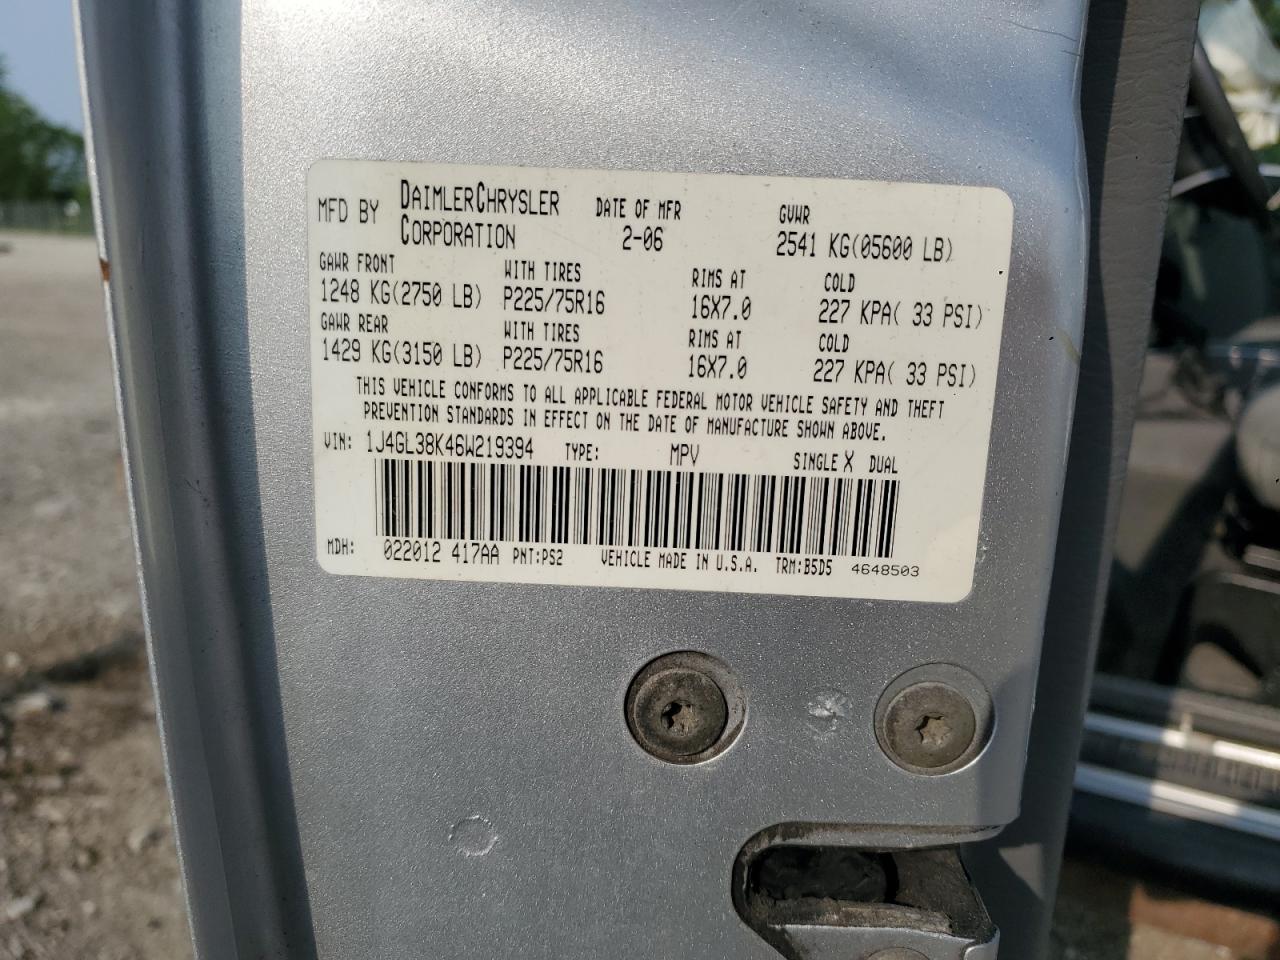 MFD BY DAIMLERCHRYSLER CORPORATION DATE OF MFR 2-06 GVWR 2541 KG(05600 LB)
GAWR FRONT WITH TIRES RIMS AT COLD
1248 KG(2750 LB) P225/75R16 16X7.0 227 KPA( 33 PSI)
GAWR REAR WITH TIRES RIMS AT COLD
1429 KG(3150 LB) P225/75R16 16X7.0 227 KPA( 33 PSI)
THIS VEHICLE CONFORMS TO ALL APPLICABLE FEDERAL MOTOR VEHICLE SAFETY AND THEFT
PREVENTION STANDARDS IN EFFECT ON THE DATE OF MANUFACTURE SHOWN ABOVE.
VIN: 1J4GL38K46W219394 TYPE: MPV SINGLE X DUAL
MDH: 022012 417AA PNT:PS2 VEHICLE MADE IN U.S.A. TRM:B5D5 4648503